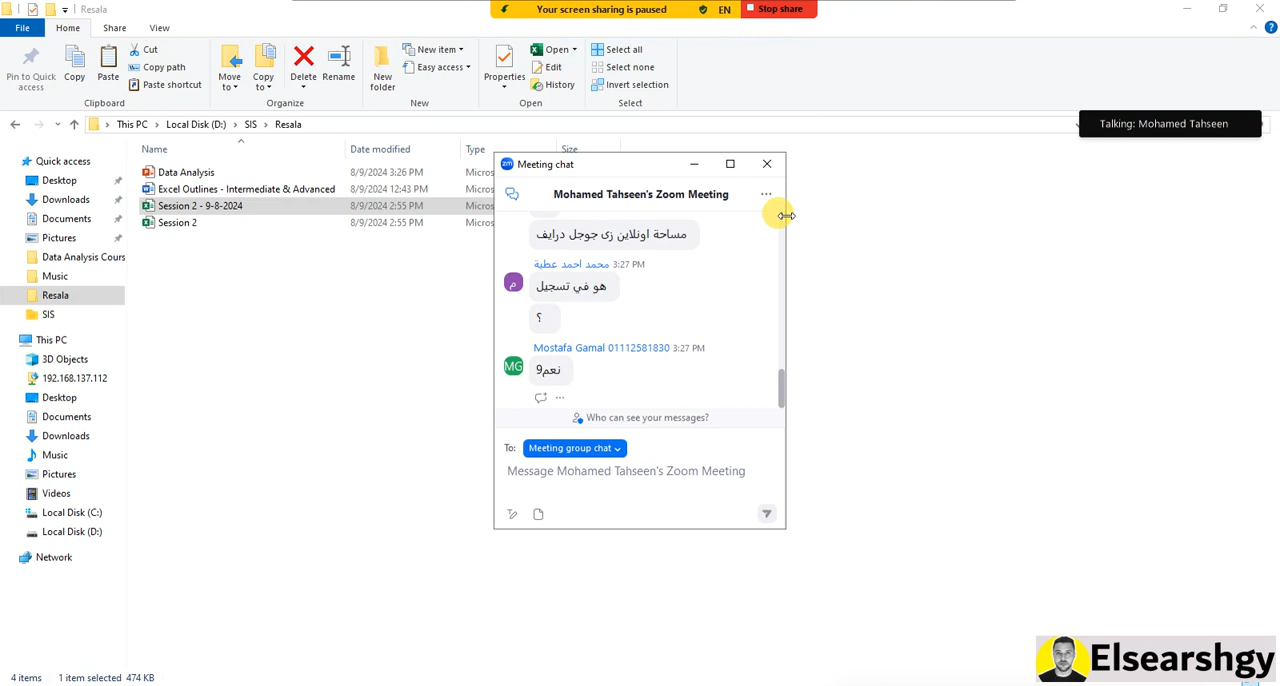 Resala
Your screen sharing is paused
EN
Stop share
File
Home
Share
View
Pin to Quick access
Copy
Paste
Cut
Copy path
Paste shortcut
Clipboard
Move to
Copy to
Delete
Rename
Organize
New folder
New item
Easy access
New
Properties
Open
Edit
History
Open
Select all
Select none
Invert selection
Select
This PC > Local Disk (D:) > SIS > Resala
Talking: Mohamed Tahseen
Name
Date modified
Type
Size
Data Analysis 8/9/2024 3:26 PM Micros
Excel Outlines - Intermediate & Advanced 8/9/2024 12:43 PM Micros
Session 2 - 9-8-2024 8/9/2024 2:55 PM Micros
Session 2 8/9/2024 2:55 PM Micros
Quick access
Desktop
Downloads
Documents
Pictures
Data Analysis Cours
Music
Resala
SIS
This PC
3D Objects
192.168.137.112
Desktop
Documents
Downloads
Music
Pictures
Videos
Local Disk (C:)
Local Disk (D:)
Network
zm Meeting chat
Mohamed Tahseen's Zoom Meeting
مساحة اونلاين زى جوجل درايف
محمد احمد عطية 3:27 PM
م
هو في تسجيل
؟
Mostafa Gamal 01112581830 3:27 PM
MG
نعم9
Who can see your messages?
To: Meeting group chat
Message Mohamed Tahseen's Zoom Meeting
4 items 1 item selected 474 KB
Elsearshgy